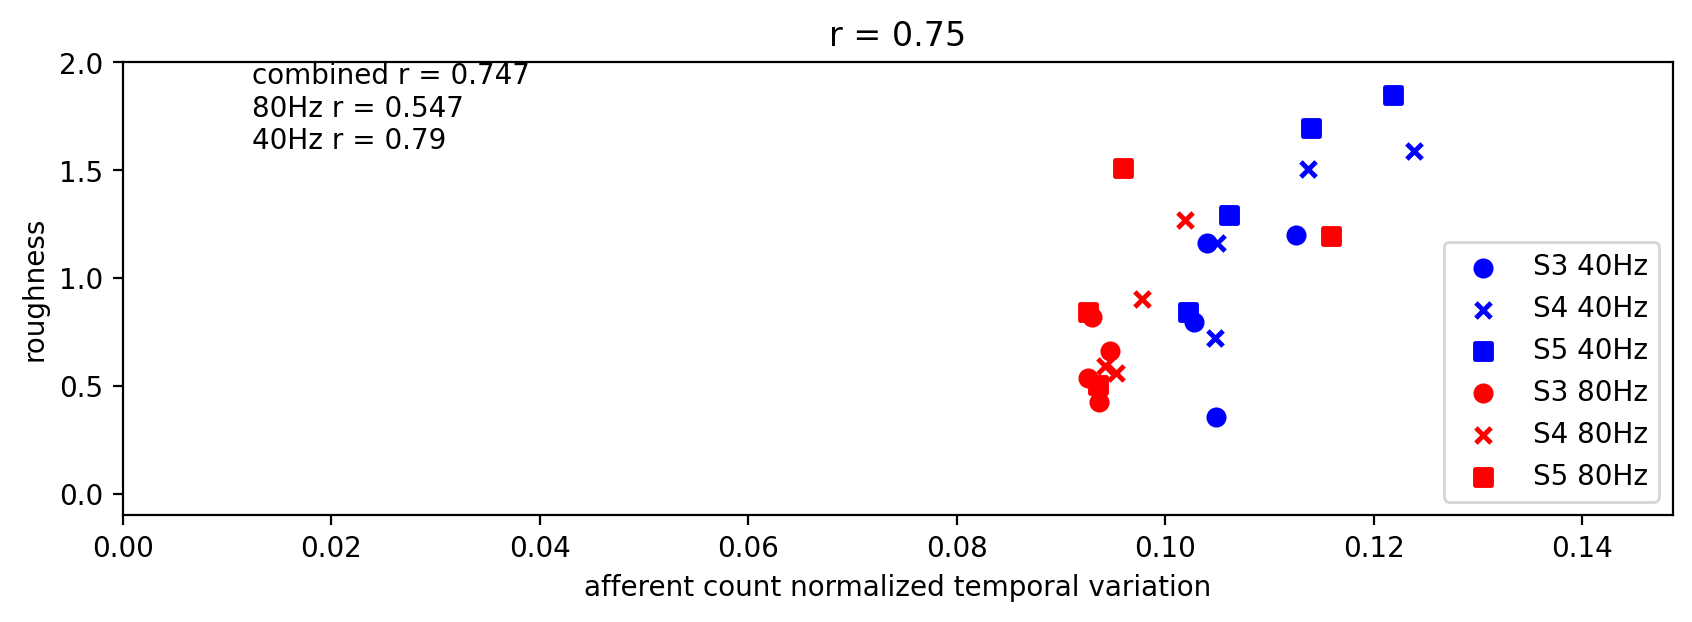 r = 0.75
combined r = 0.747
80Hz r = 0.547
40Hz r = 0.79
2.0
1.5
1.0
0.5
0.0
roughness
S3 40Hz
S4 40Hz
S5 40Hz
S3 80Hz
S4 80Hz
S5 80Hz
0.00 0.02 0.04 0.06 0.08 0.10 0.12 0.14
afferent count normalized temporal variation